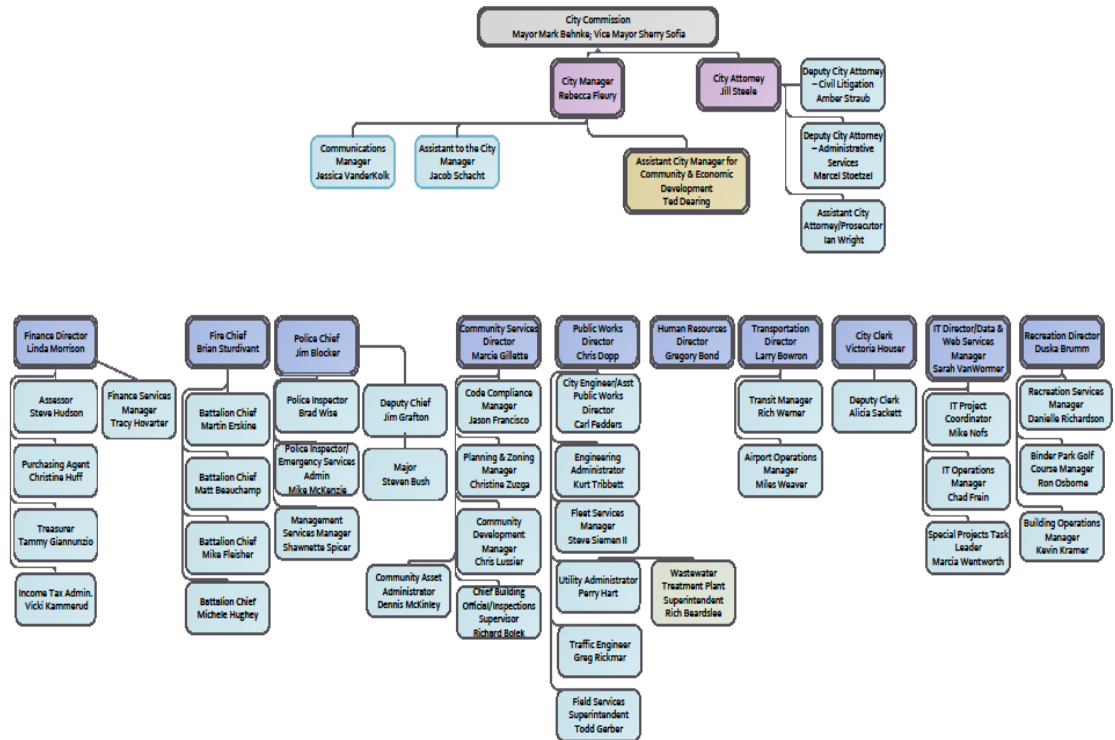 City Commission
Mayor Mark Behnke; Vice Mayor Sherry Sofia
City Manager
Rebecca Fleury
City Attorney
Jill Steele
Deputy City Attorney
– Civil Litigation
Amber Straub
Deputy City Attorney
– Administrative
Services
Marcel Stoetzel
Assistant City
Attorney/Prosecutor
Ian Wright
Communications
Manager
Jessica VanderKolk
Assistant to the City
Manager
Jacob Schacht
Assistant City Manager for
Community & Economic
Development
Ted Dearing
Finance Director
Linda Morrison
Fire Chief
Brian Sturdivant
Police Chief
Jim Blocker
Community Services
Director
Marcie Gillette
Public Works
Director
Chris Dopp
Human Resources
Director
Gregory Bond
Transportation
Director
Larry Bowron
City Clerk
Victoria Houser
IT Director/Data &
Web Services
Manager
Sarah VanWormer
Recreation Director
Duska Brumm
Assessor
Steve Hudson
Finance Services
Manager
Tracy Hovarter
Purchasing Agent
Christine Huff
Treasurer
Tammy Giannunzio
Income Tax Admin.
Vicki Kammerud
Battalion Chief
Martin Erskine
Battalion Chief
Matt Beauchamp
Battalion Chief
Mike Fleisher
Battalion Chief
Michele Hughey
Police Inspector
Brad Wise
Police Inspector/
Emergency Services
Admin
Mike McKenzie
Management
Services Manager
Shawnette Spicer
Deputy Chief
Jim Grafton
Major
Steven Bush
Code Compliance
Manager
Jason Francisco
Planning & Zoning
Manager
Christine Zuzga
Community
Development
Manager
Chris Lussier
Community Asset
Administrator
Dennis McKinley
Chief Building
Official/Inspections
Supervisor
Richard Bolek
City Engineer/Asst
Public Works
Director
Carl Fedders
Engineering
Administrator
Kurt Tribbett
Fleet Services
Manager
Steve Siemen II
Utility Administrator
Perry Hart
Wastewater
Treatment Plant
Superintendent
Rich Beardslee
Traffic Engineer
Greg Rickmar
Field Services
Superintendent
Todd Gerber
Transit Manager
Rich Werner
Airport Operations
Manager
Miles Weaver
Deputy Clerk
Alicia Sackett
IT Project
Coordinator
Mike Nofs
IT Operations
Manager
Chad Frein
Special Projects Task
Leader
Marcia Wentworth
Recreation Services
Manager
Danielle Richardson
Binder Park Golf
Course Manager
Ron Osborne
Building Operations
Manager
Kevin Kramer